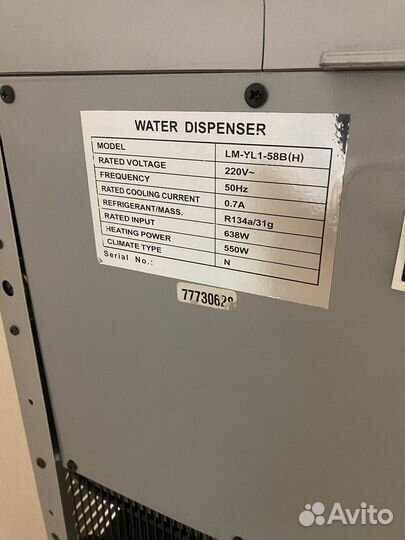 WATER DISPENSER
MODEL LM-YL1-58B(H)
RATED VOLTAGE 220V~
FREQUENCY 50Hz
RATED COOLING CURRENT 0.7A
REFRIGERANT/MASS. R134a/31g
RATED INPUT 638W
HEATING POWER 550W
CLIMATE TYPE N
Serial No.:
77730628
Avito